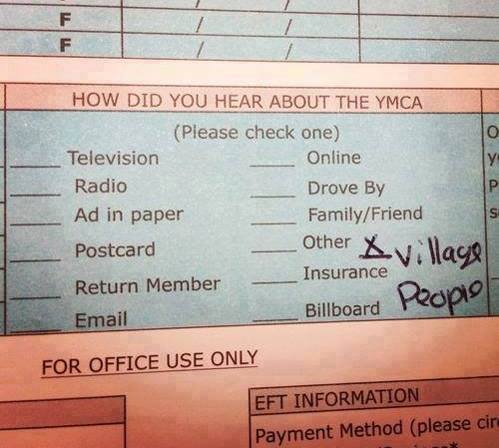 F / /
F / /
HOW DID YOU HEAR ABOUT THE YMCA
(Please check one)
Television Online
Radio Drove By
Ad in paper Family/Friend
Postcard Other X Village
Return Member Insurance People
Email Billboard
FOR OFFICE USE ONLY
EFT INFORMATION
Payment Method (please